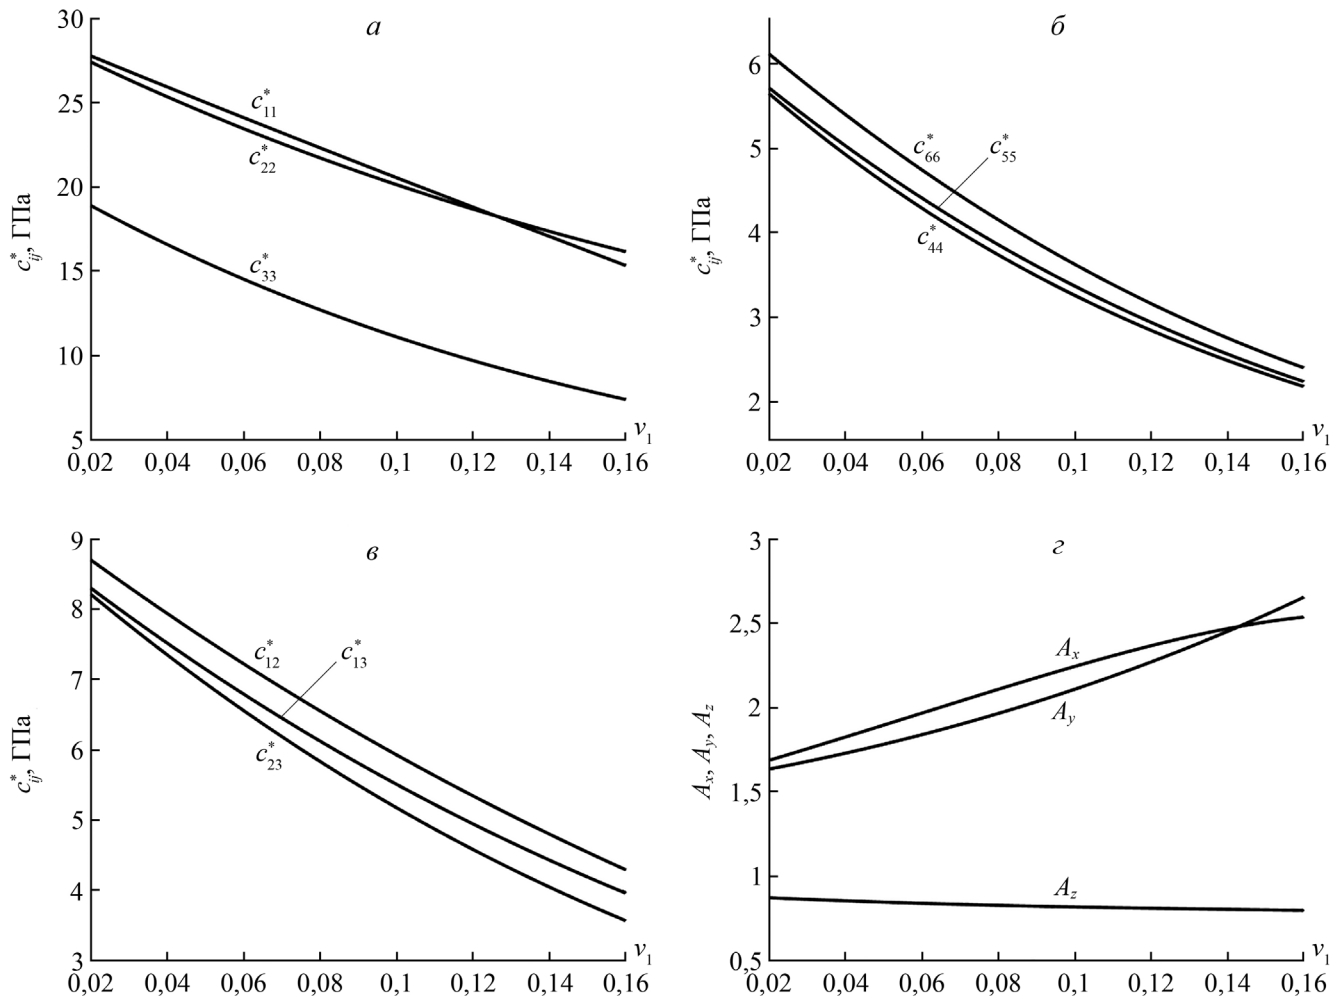 а
30
25
20
15
10
5
c*ij, ГПа
c*11
c*22
c*33
0,02 0,04 0,06 0,08 0,1 0,12 0,14 0,16
v1
б
6
5
4
3
2
c*ij, ГПа
c*66 c*55
c*44
0,02 0,04 0,06 0,08 0,1 0,12 0,14 0,16
v1
в
9
8
7
6
5
4
3
c*ij, ГПа
c*12 c*13
c*23
0,02 0,04 0,06 0,08 0,1 0,12 0,14 0,16
v1
г
3
2,5
2
1,5
1
0,5
Ax, Ay, Az
Ax
Ay
Az
0,02 0,04 0,06 0,08 0,1 0,12 0,14 0,16
v1